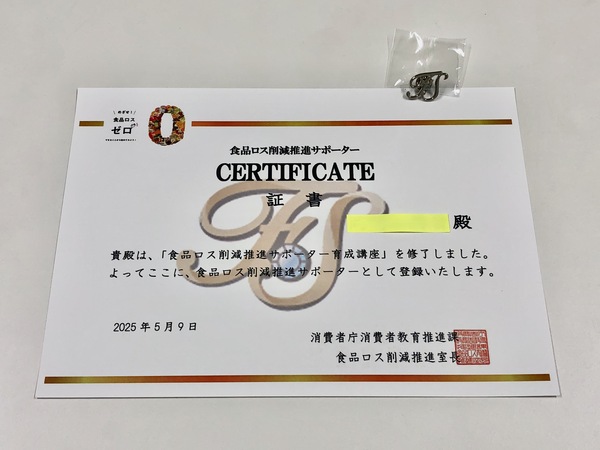 めざせ!
食品ロス
ゼロ
食品ロス削減推進サポーター
CERTIFICATE
証書
殿
貴殿は、「食品ロス削減推進サポーター育成講座」を修了しました。
よってここに、食品ロス削減推進サポーターとして登録いたします。
2025年5月9日
消費者庁消費者教育推進課
食品ロス削減推進室長